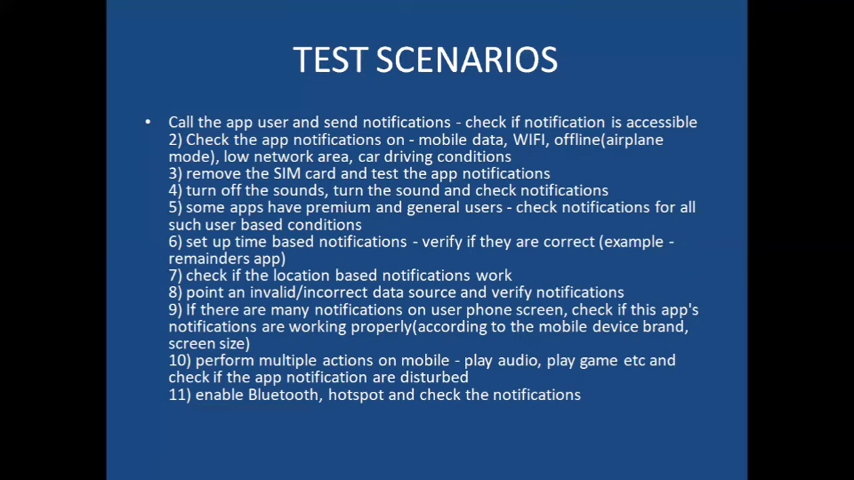 TEST SCENARIOS
• Call the app user and send notifications - check if notification is accessible
2) Check the app notifications on - mobile data, WIFI, offline(airplane
mode), low network area, car driving conditions
3) remove the SIM card and test the app notifications
4) turn off the sounds, turn the sound and check notifications
5) some apps have premium and general users - check notifications for all
such user based conditions
6) set up time based notifications - verify if they are correct (example -
remainders app)
7) check if the location based notifications work
8) point an invalid/incorrect data source and verify notifications
9) If there are many notifications on user phone screen, check if this app's
notifications are working properly(according to the mobile device brand,
screen size)
10) perform multiple actions on mobile - play audio, play game etc and
check if the app notification are disturbed
11) enable Bluetooth, hotspot and check the notifications